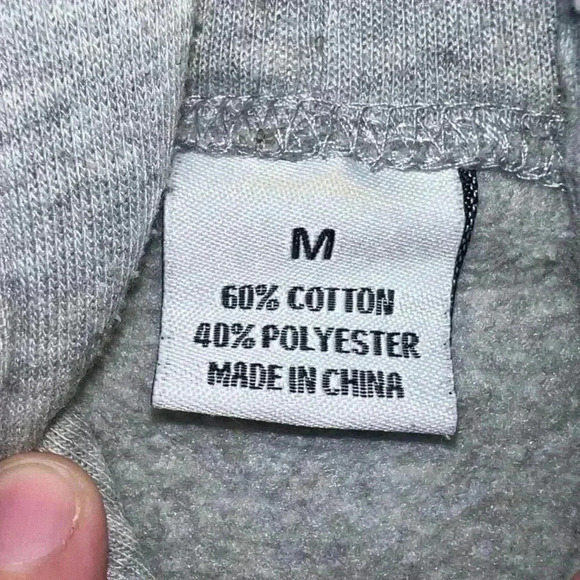 M
60% COTTON
40% POLYESTER
MADE IN CHINA